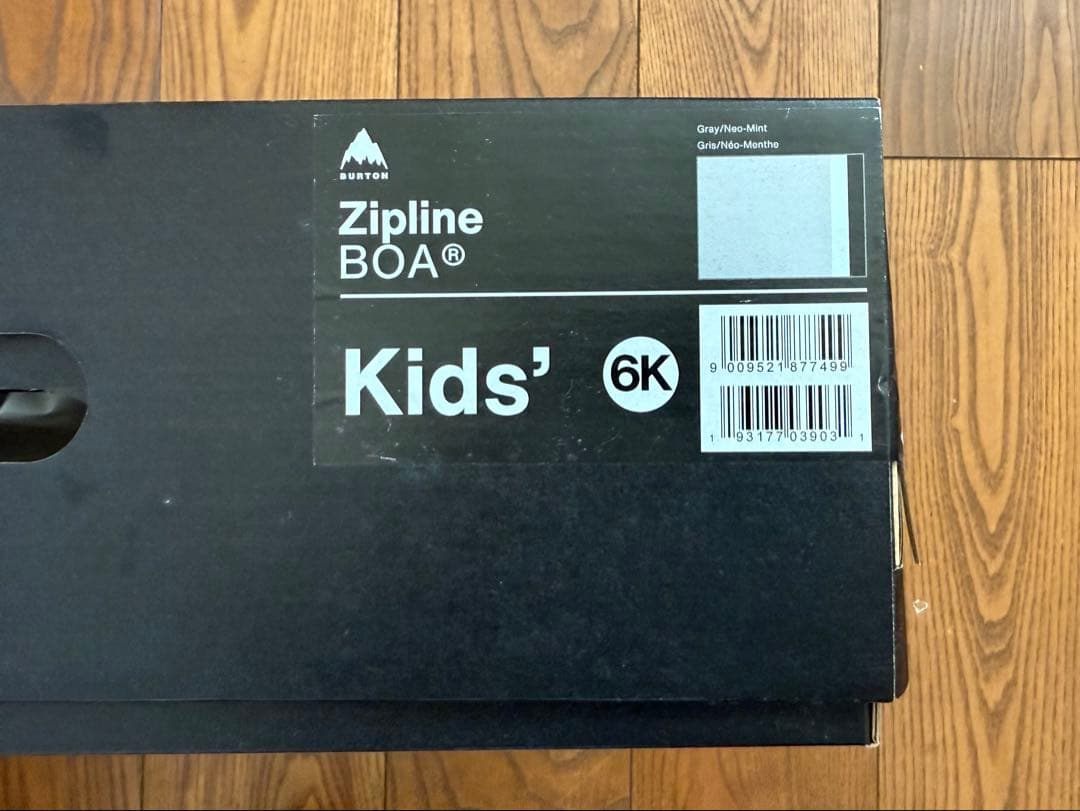 BURTON
Zipline
BOA®
Gray/Neo-Mint
Gris/Néo-Menthe
Kids’
6K
9 009521 877499
1 93177 03903 1